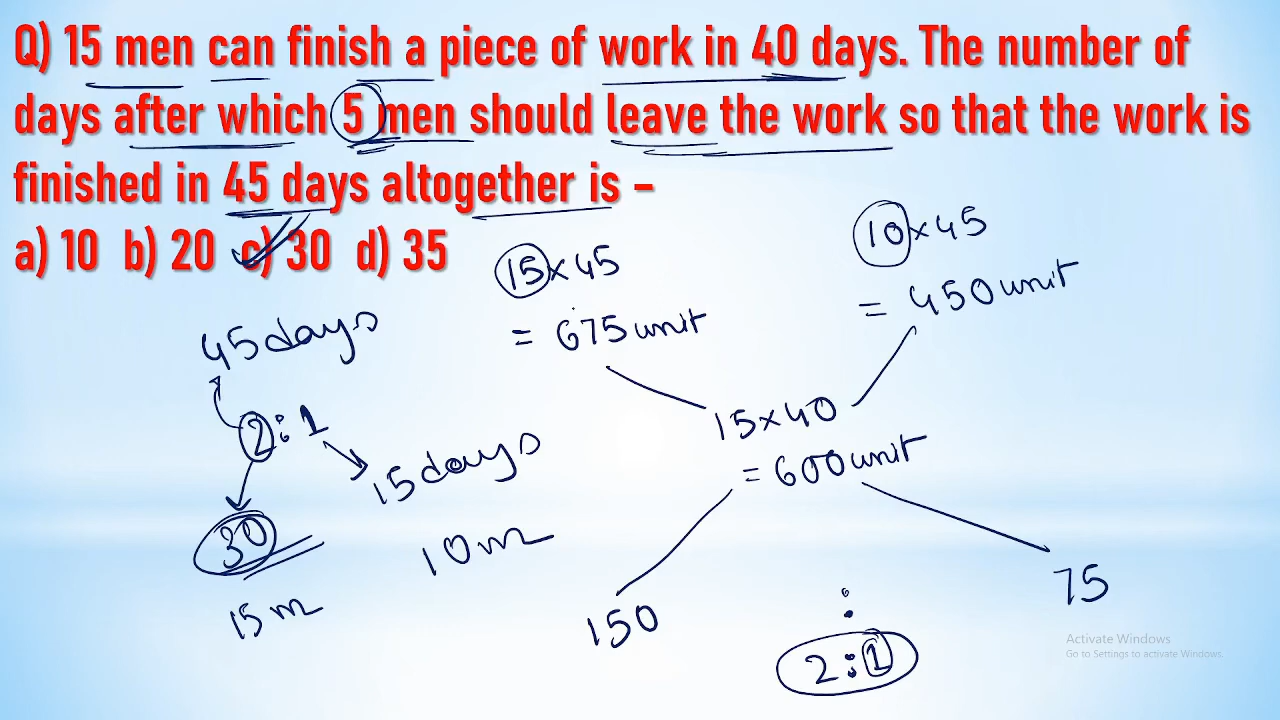 Q) 15 men can finish a piece of work in 40 days. The number of
days after which 5 men should leave the work so that the work is
finished in 45 days altogether is –
a) 10 b) 20 c) 30 d) 35
15×45
= 675 unit
10×45
= 450 unit
45 days
2:1
15×40
= 600 unit
15 days
30
10 m
15 m
150
:
75
2:1
Activate Windows
Go to Settings to activate Windows.